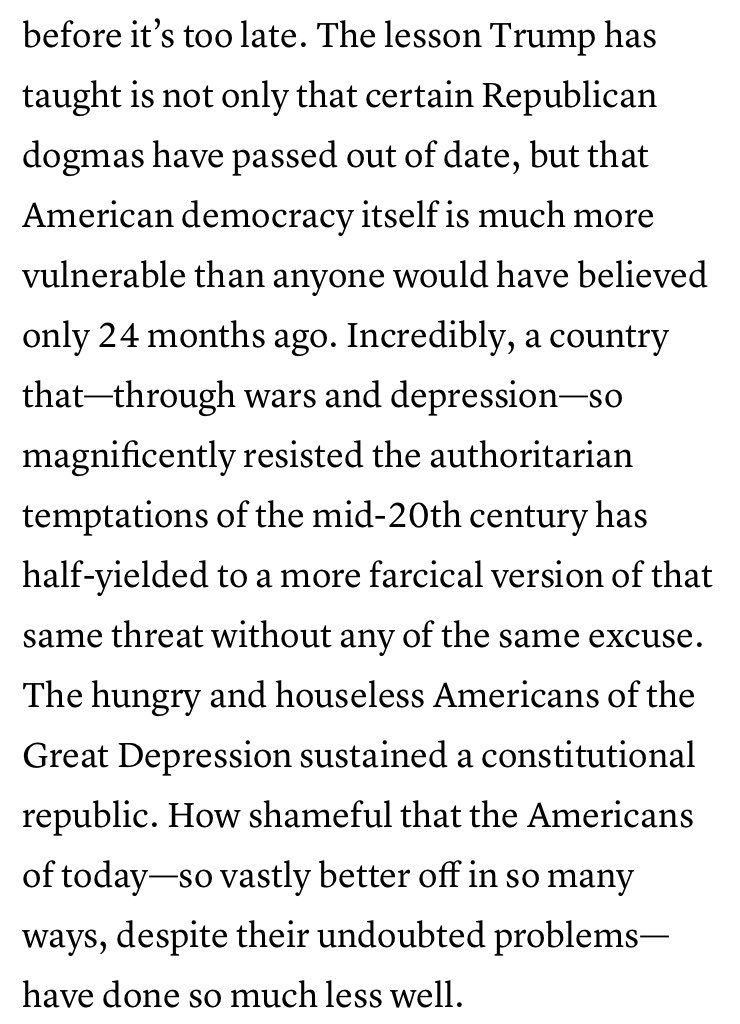 before it’s too late. The lesson Trump has
taught is not only that certain Republican
dogmas have passed out of date, but that
American democracy itself is much more
vulnerable than anyone would have believed
only 24 months ago. Incredibly, a country
that—through wars and depression—so
magnificently resisted the authoritarian
temptations of the mid-20th century has
half-yielded to a more farcical version of that
same threat without any of the same excuse.
The hungry and houseless Americans of the
Great Depression sustained a constitutional
republic. How shameful that the Americans
of today—so vastly better off in so many
ways, despite their undoubted problems—
have done so much less well.